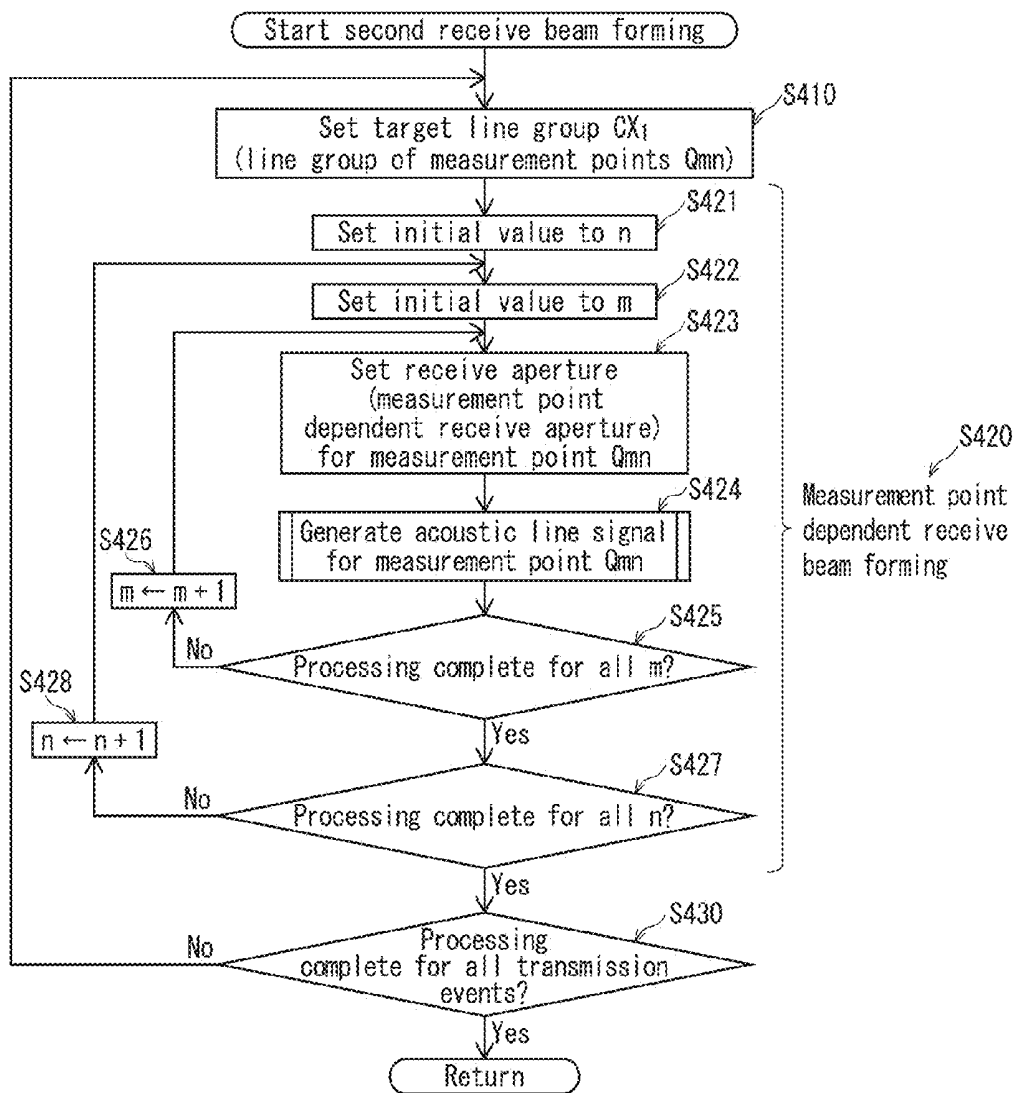 Start second receive beam forming
S410
Set target line group CX₁
(line group of measurement points Qmn)
S421
Set initial value to n
S422
Set initial value to m
S423
Set receive aperture
(measurement point
dependent receive aperture)
for measurement point Qmn
S420
Measurement point
dependent receive
beam forming
S424
Generate acoustic line signal
for measurement point Qmn
S426
m ← m + 1
S425
No
Processing complete for all m?
Yes
S428
n ← n + 1
S427
No
Processing complete for all n?
Yes
S430
No
Processing
complete for all transmission
events?
Yes
Return